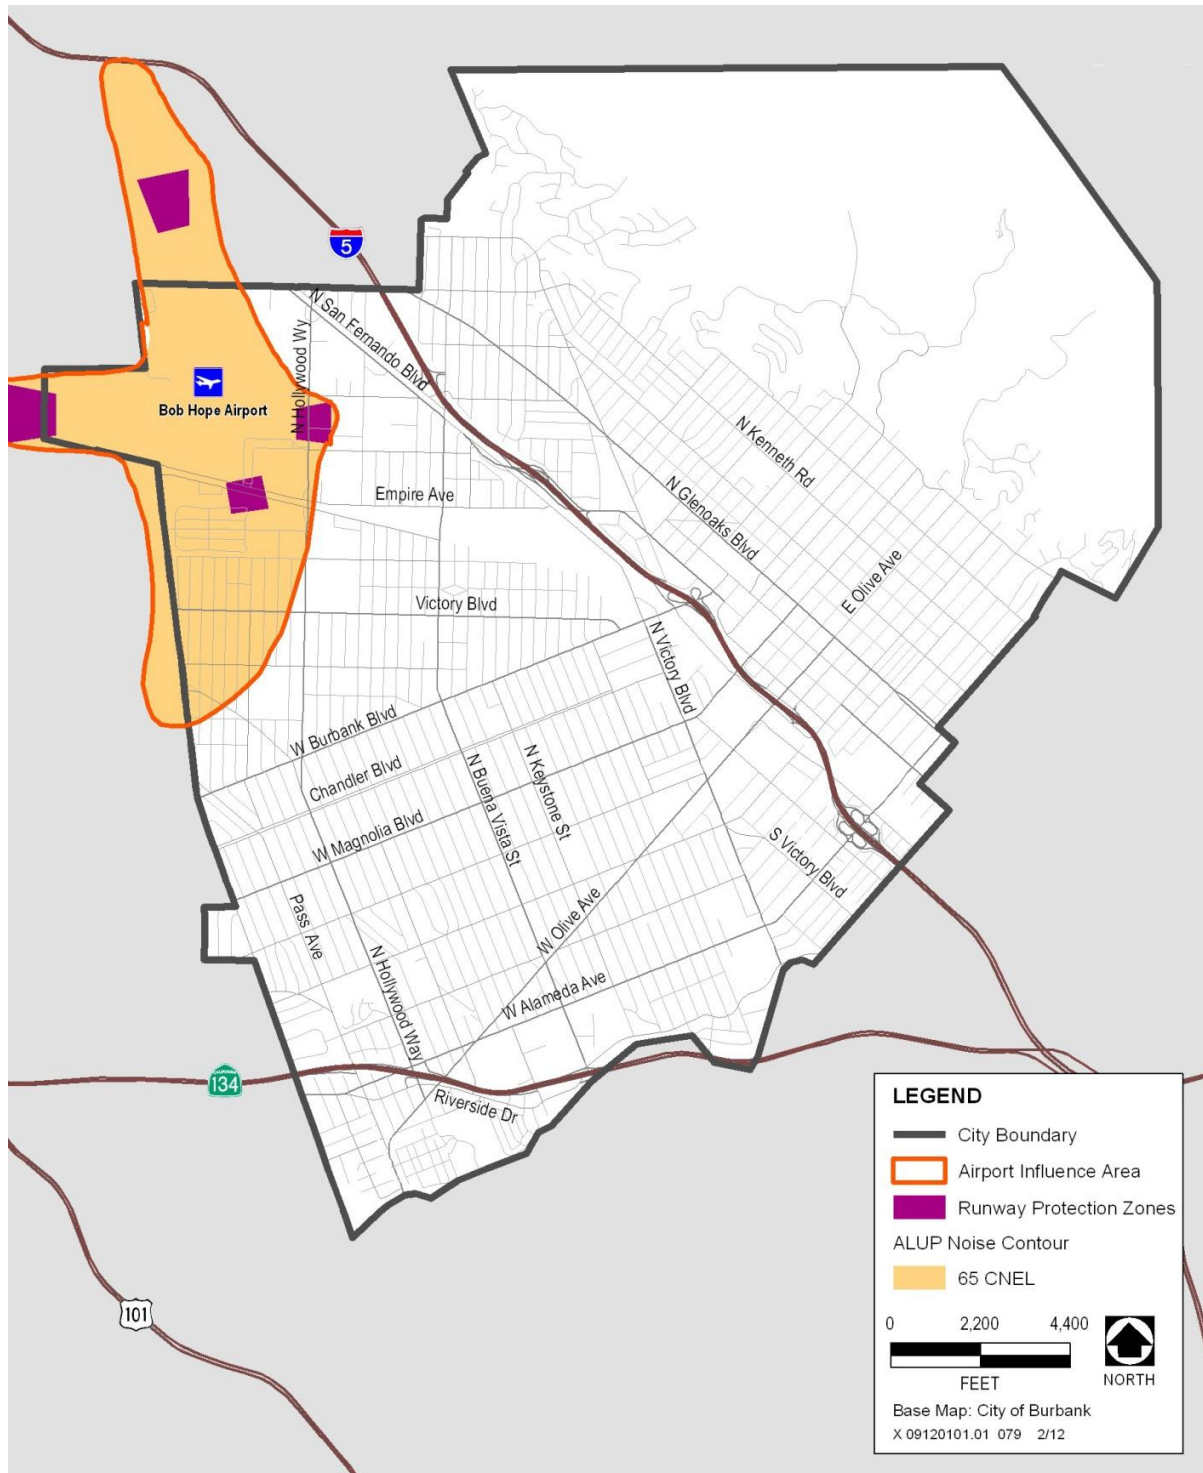 5
N San Fernando Blvd
N Hollywood Wy
Bob Hope Airport
N Kenneth Rd
N Glenoaks Blvd
Empire Ave
E Olive Ave
Victory Blvd
N Victory Blvd
W Burbank Blvd
Chandler Blvd
N Buena Vista St
N Keystone St
W Magnolia Blvd
S Victory Blvd
Pass Ave
W Olive Ave
N Hollywood Way
W Alameda Ave
CALIFORNIA
134
Riverside Dr
101
LEGEND
City Boundary
Airport Influence Area
Runway Protection Zones
ALUP Noise Contour
65 CNEL
0 2,200 4,400
FEET
NORTH
Base Map: City of Burbank
X 09120101.01 079 2/12